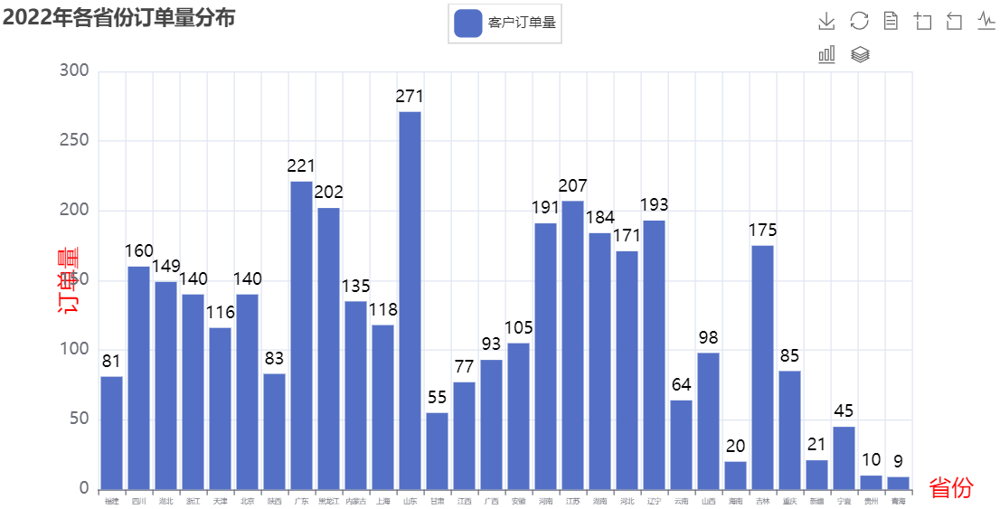 2022年各省份订单量分布
客户订单量
300
250
200
150
100
50
0
订单量
81 160 149 140 116 140 83 221 202 135 118 271 55 77 93 105 191 207 184 171 193 64 98 20 175 85 21 45 10 9
福建 四川 湖北 浙江 天津 北京 陕西 广东 黑龙江 内蒙古 上海 山东 甘肃 江西 广西 安徽 河南 江苏 湖南 河北 辽宁 云南 山西 海南 吉林 重庆 新疆 宁夏 贵州 青海
省份